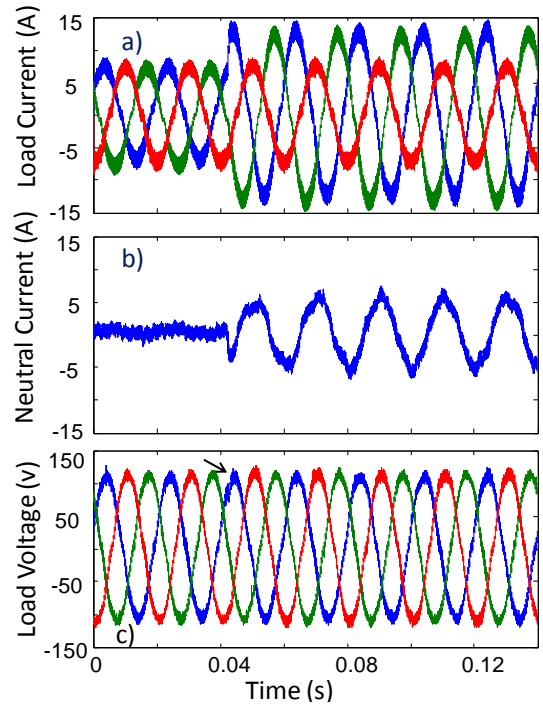 a)
Load Current (A)
15
5
-5
-15
b)
Neutral Current (A)
15
5
-5
-15
c)
Load Voltage (v)
150
50
-50
-150
0 0.04 0.08 0.12
Time (s)